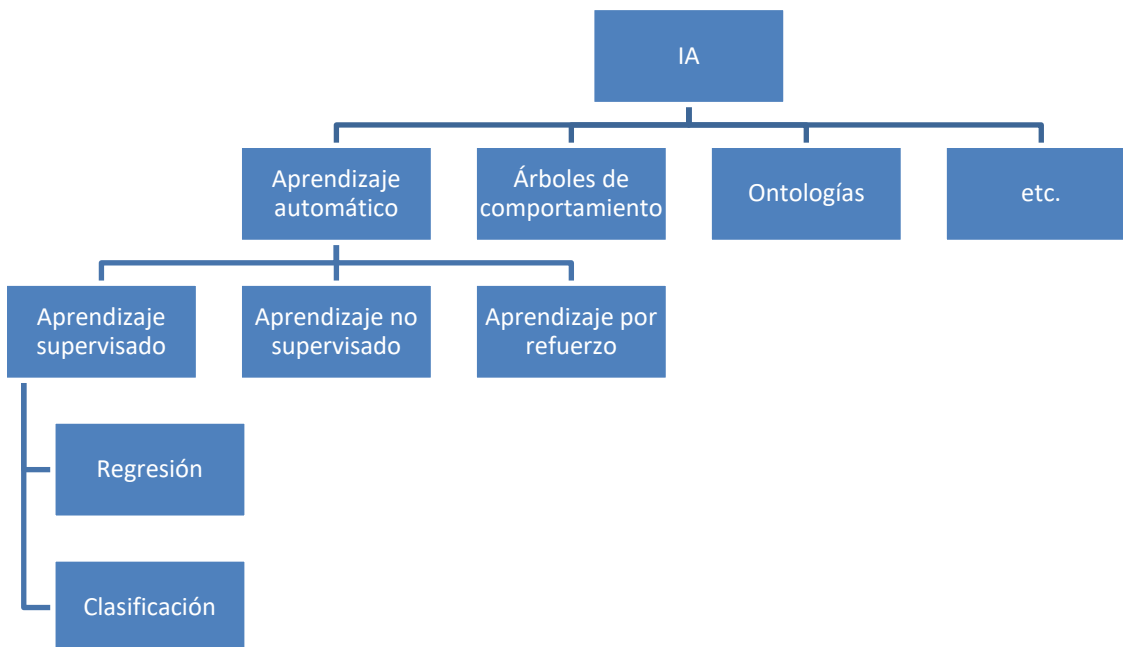 IA
Aprendizaje
automático
Árboles de
comportamiento
Ontologías
etc.
Aprendizaje
supervisado
Aprendizaje no
supervisado
Aprendizaje por
refuerzo
Regresión
Clasificación